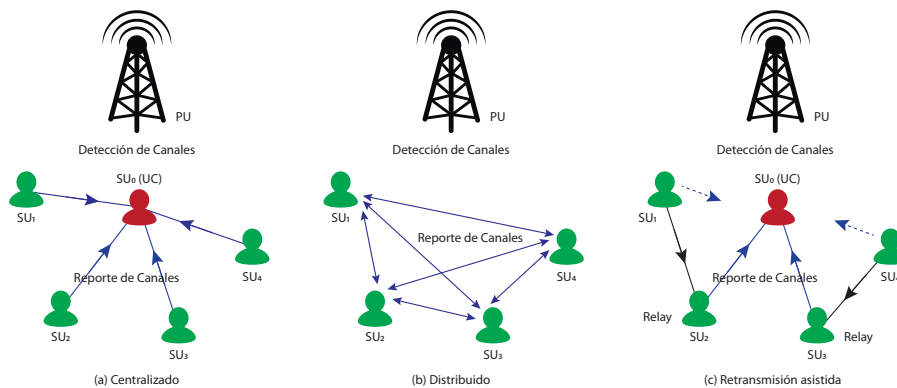 PU
Detección de Canales
SU₀ (UC)
SU₁
SU₄
Reporte de Canales
SU₂
SU₃
(a) Centralizado
PU
Detección de Canales
SU₁
Reporte de Canales
SU₄
SU₂
SU₃
(b) Distribuido
PU
Detección de Canales
SU₀ (UC)
SU₁
SU₄
Reporte de Canales
Relay
SU₂
SU₃
Relay
(c) Retransmisión asistida